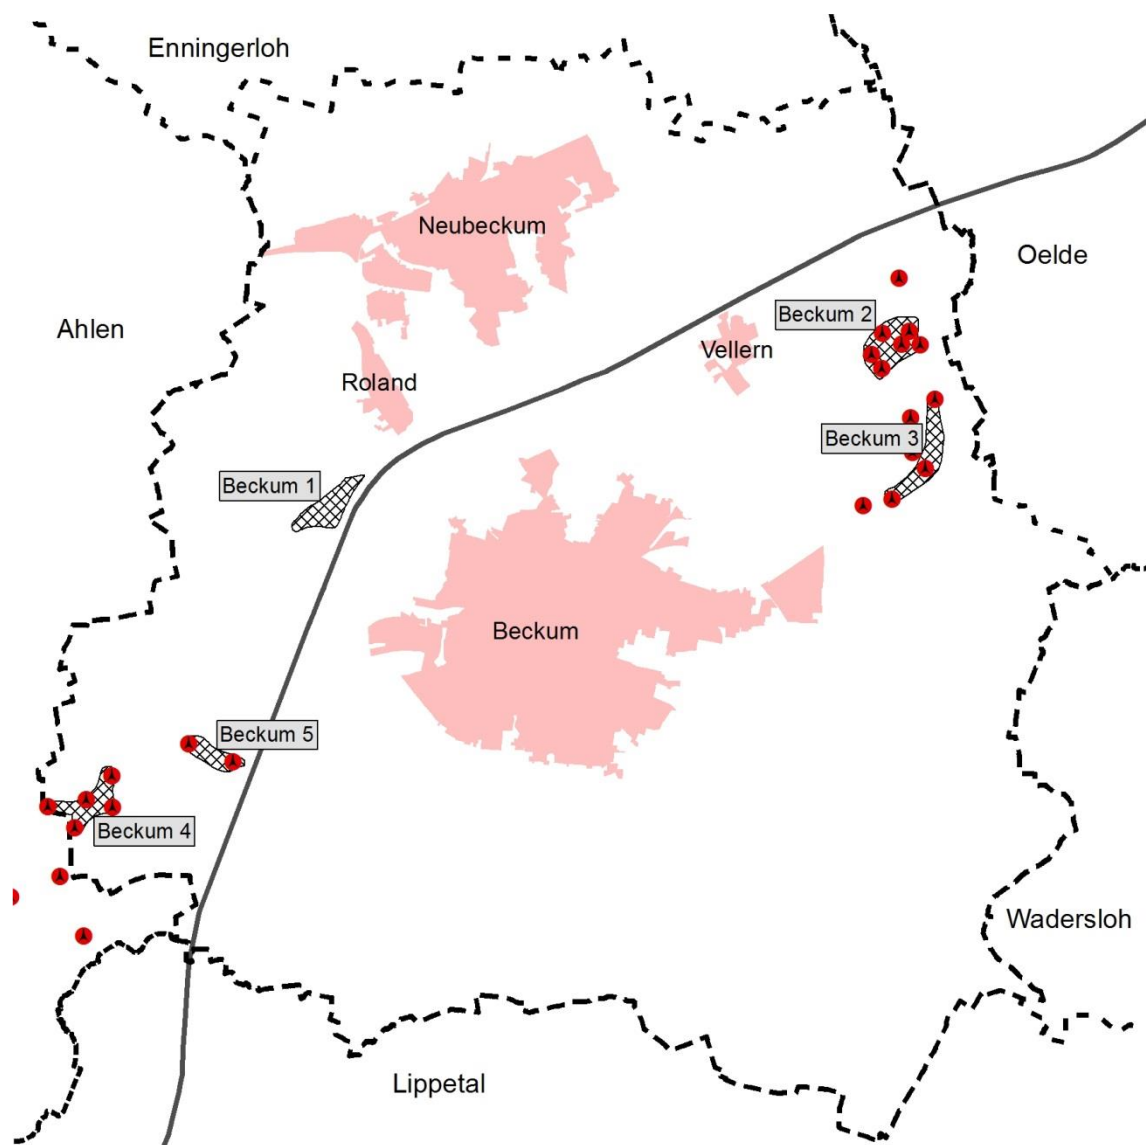 Enningerloh
Neubeckum
Oelde
Beckum 2
Ahlen
Vellern
Roland
Beckum 3
Beckum 1
Beckum
Beckum 5
Beckum 4
Wadersloh
Lippetal